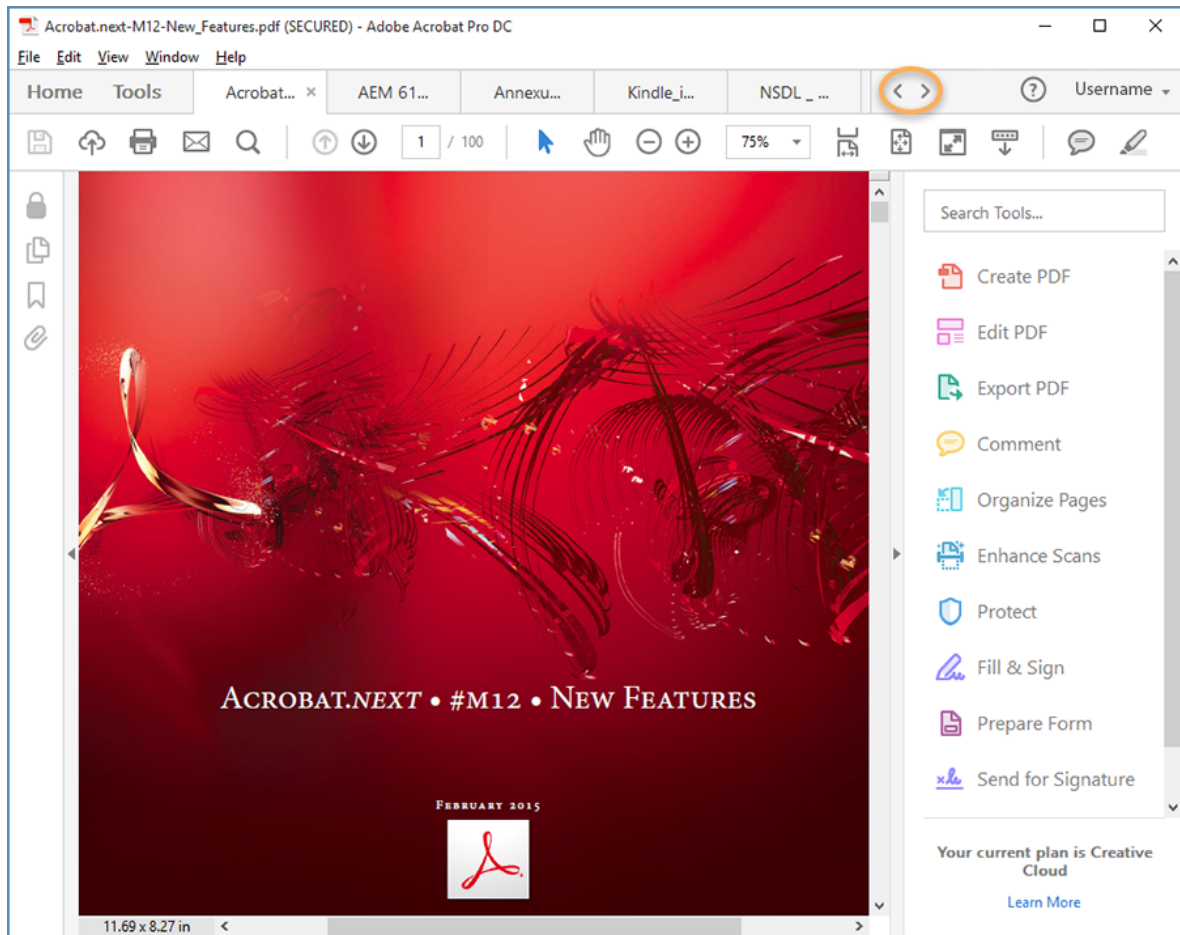 Acrobat.next-M12-New_Features.pdf (SECURED) - Adobe Acrobat Pro DC
File Edit View Window Help
Home Tools Acrobat... × AEM 61... Annexu... Kindle_i... NSDL _ ... < > ? Username
1 / 100 75%
Search Tools...
Create PDF
Edit PDF
Export PDF
Comment
Organize Pages
Enhance Scans
Protect
Fill & Sign
Prepare Form
Send for Signature
Your current plan is Creative
Cloud
Learn More
ACROBAT.NEXT • #M12 • NEW FEATURES
FEBRUARY 2015
11.69 x 8.27 in